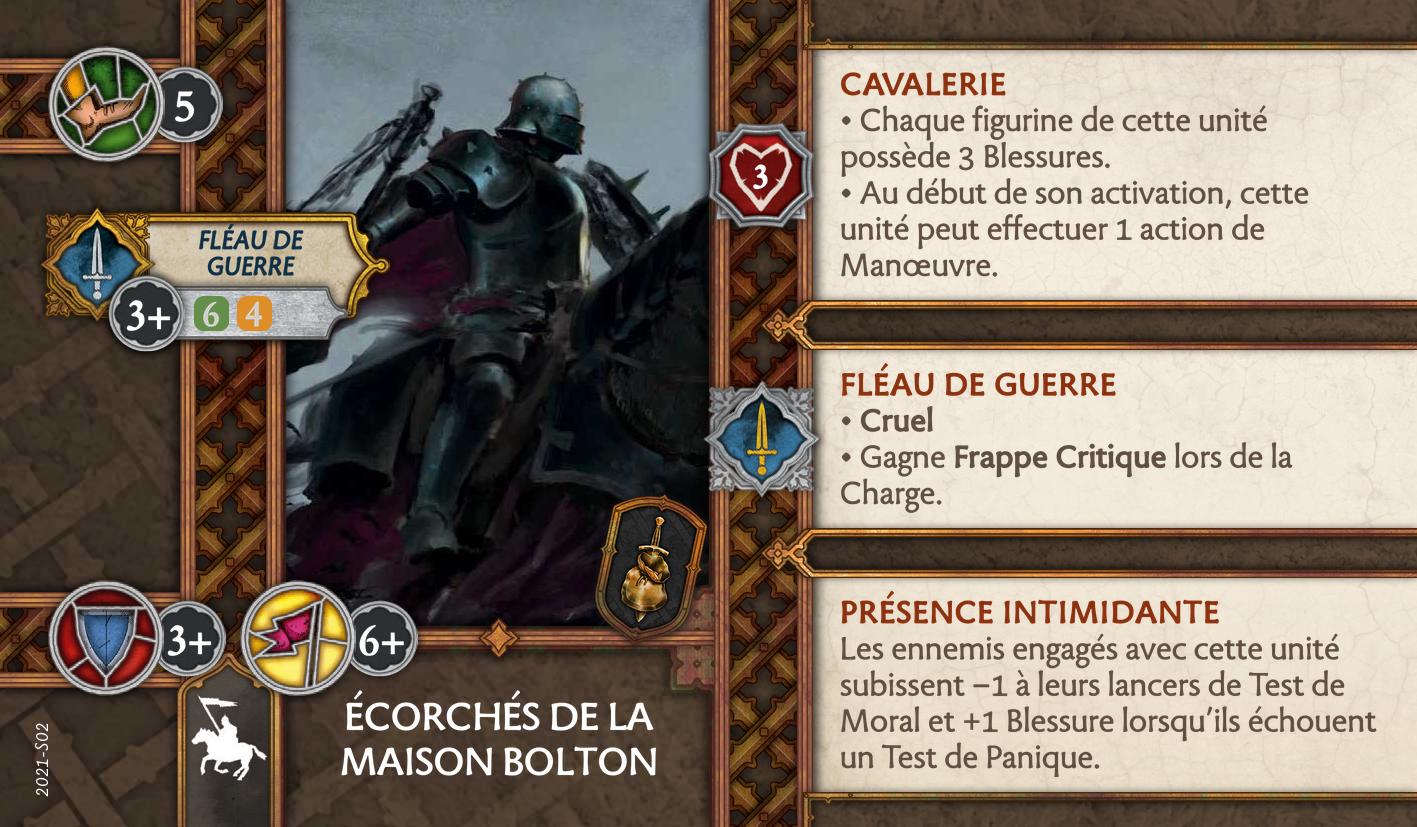 5
FLÉAU DE
GUERRE
3+ 6 4
3+ 6+
ÉCORCHÉS DE LA
MAISON BOLTON
2021-S02
3
CAVALERIE
• Chaque figurine de cette unité
possède 3 Blessures.
• Au début de son activation, cette
unité peut effectuer 1 action de
Manœuvre.
FLÉAU DE GUERRE
• Cruel
• Gagne Frappe Critique lors de la
Charge.
PRÉSENCE INTIMIDANTE
Les ennemis engagés avec cette unité
subissent –1 à leurs lancers de Test de
Moral et +1 Blessure lorsqu'ils échouent
un Test de Panique.